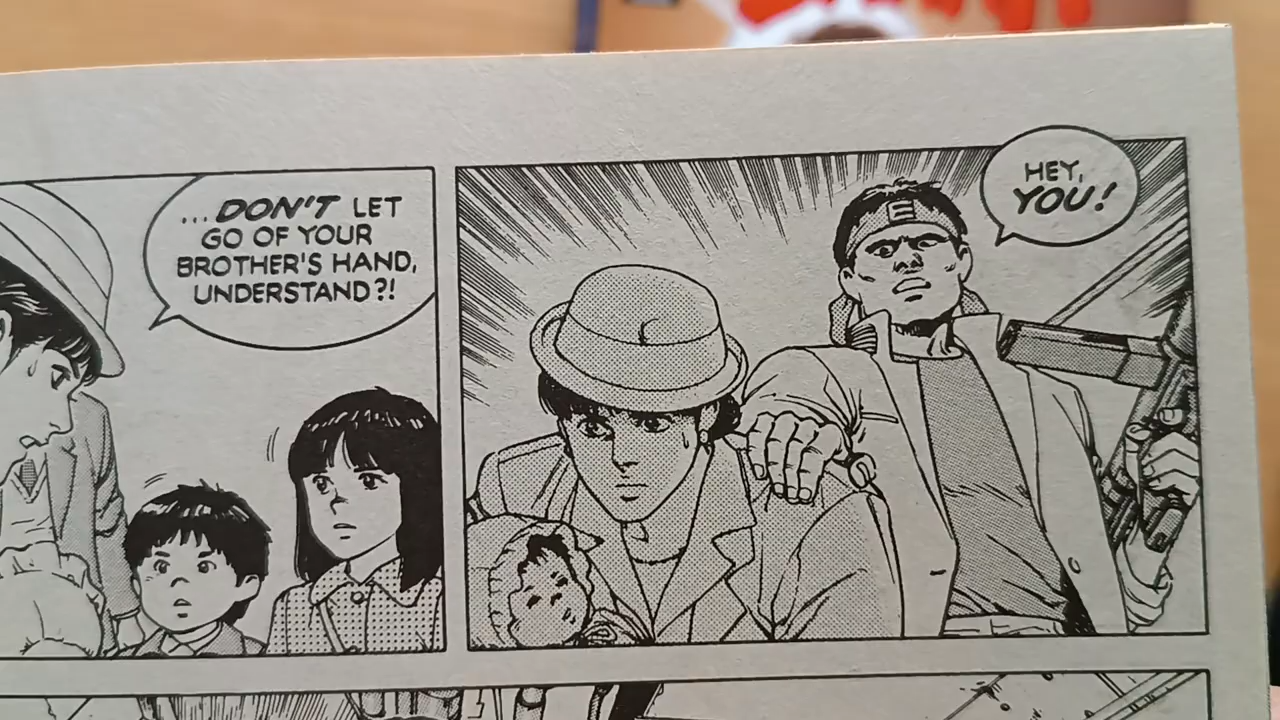 ... DON'T LET
GO OF YOUR
BROTHER'S HAND,
UNDERSTAND?!
HEY,
YOU!
E